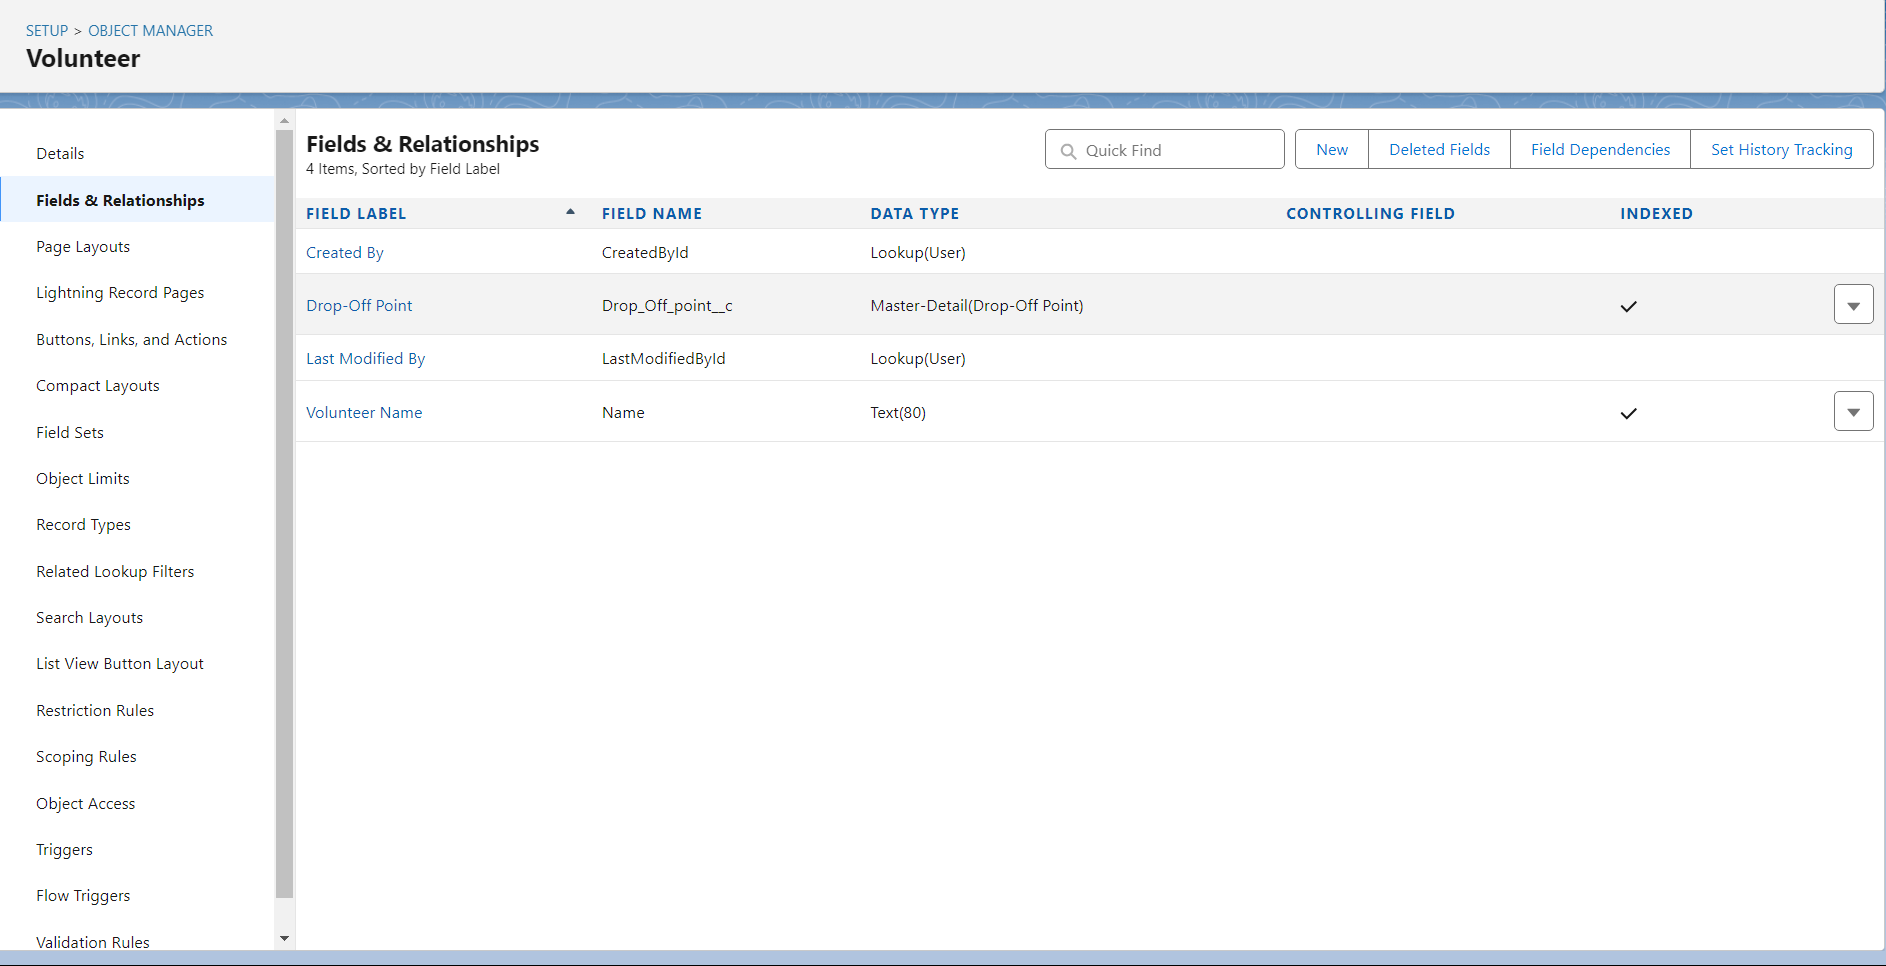 SETUP > OBJECT MANAGER
Volunteer
Details
Fields & Relationships
Page Layouts
Lightning Record Pages
Buttons, Links, and Actions
Compact Layouts
Field Sets
Object Limits
Record Types
Related Lookup Filters
Search Layouts
List View Button Layout
Restriction Rules
Scoping Rules
Object Access
Triggers
Flow Triggers
Validation Rules
Fields & Relationships
4 Items, Sorted by Field Label
Quick Find
New
Deleted Fields
Field Dependencies
Set History Tracking
FIELD LABEL FIELD NAME DATA TYPE CONTROLLING FIELD INDEXED
Created By CreatedById Lookup(User)
Drop-Off Point Drop_Off_point__c Master-Detail(Drop-Off Point)
Last Modified By LastModifiedById Lookup(User)
Volunteer Name Name Text(80)